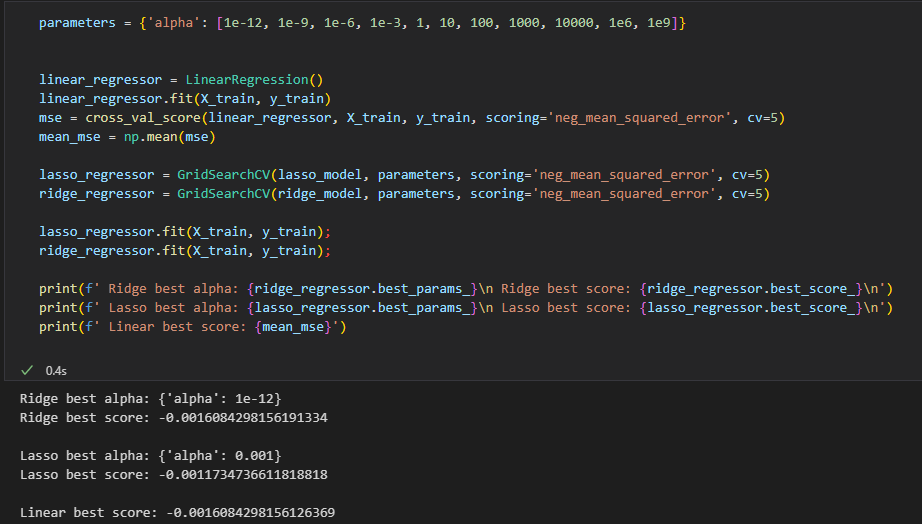 parameters = {'alpha': [1e-12, 1e-9, 1e-6, 1e-3, 1, 10, 100, 1000, 10000, 1e6, 1e9]}
linear_regressor = LinearRegression()
linear_regressor.fit(X_train, y_train)
mse = cross_val_score(linear_regressor, X_train, y_train, scoring='neg_mean_squared_error', cv=5)
mean_mse = np.mean(mse)
lasso_regressor = GridSearchCV(lasso_model, parameters, scoring='neg_mean_squared_error', cv=5)
ridge_regressor = GridSearchCV(ridge_model, parameters, scoring='neg_mean_squared_error', cv=5)
lasso_regressor.fit(X_train, y_train);
ridge_regressor.fit(X_train, y_train);
print(f' Ridge best alpha: {ridge_regressor.best_params_}\n Ridge best score: {ridge_regressor.best_score_}\n')
print(f' Lasso best alpha: {lasso_regressor.best_params_}\n Lasso best score: {lasso_regressor.best_score_}\n')
print(f' Linear best score: {mean_mse}')
✓ 0.4s
Ridge best alpha: {'alpha': 1e-12}
Ridge best score: -0.0016084298156191334
Lasso best alpha: {'alpha': 0.001}
Lasso best score: -0.0011734736611818818
Linear best score: -0.0016084298156126369